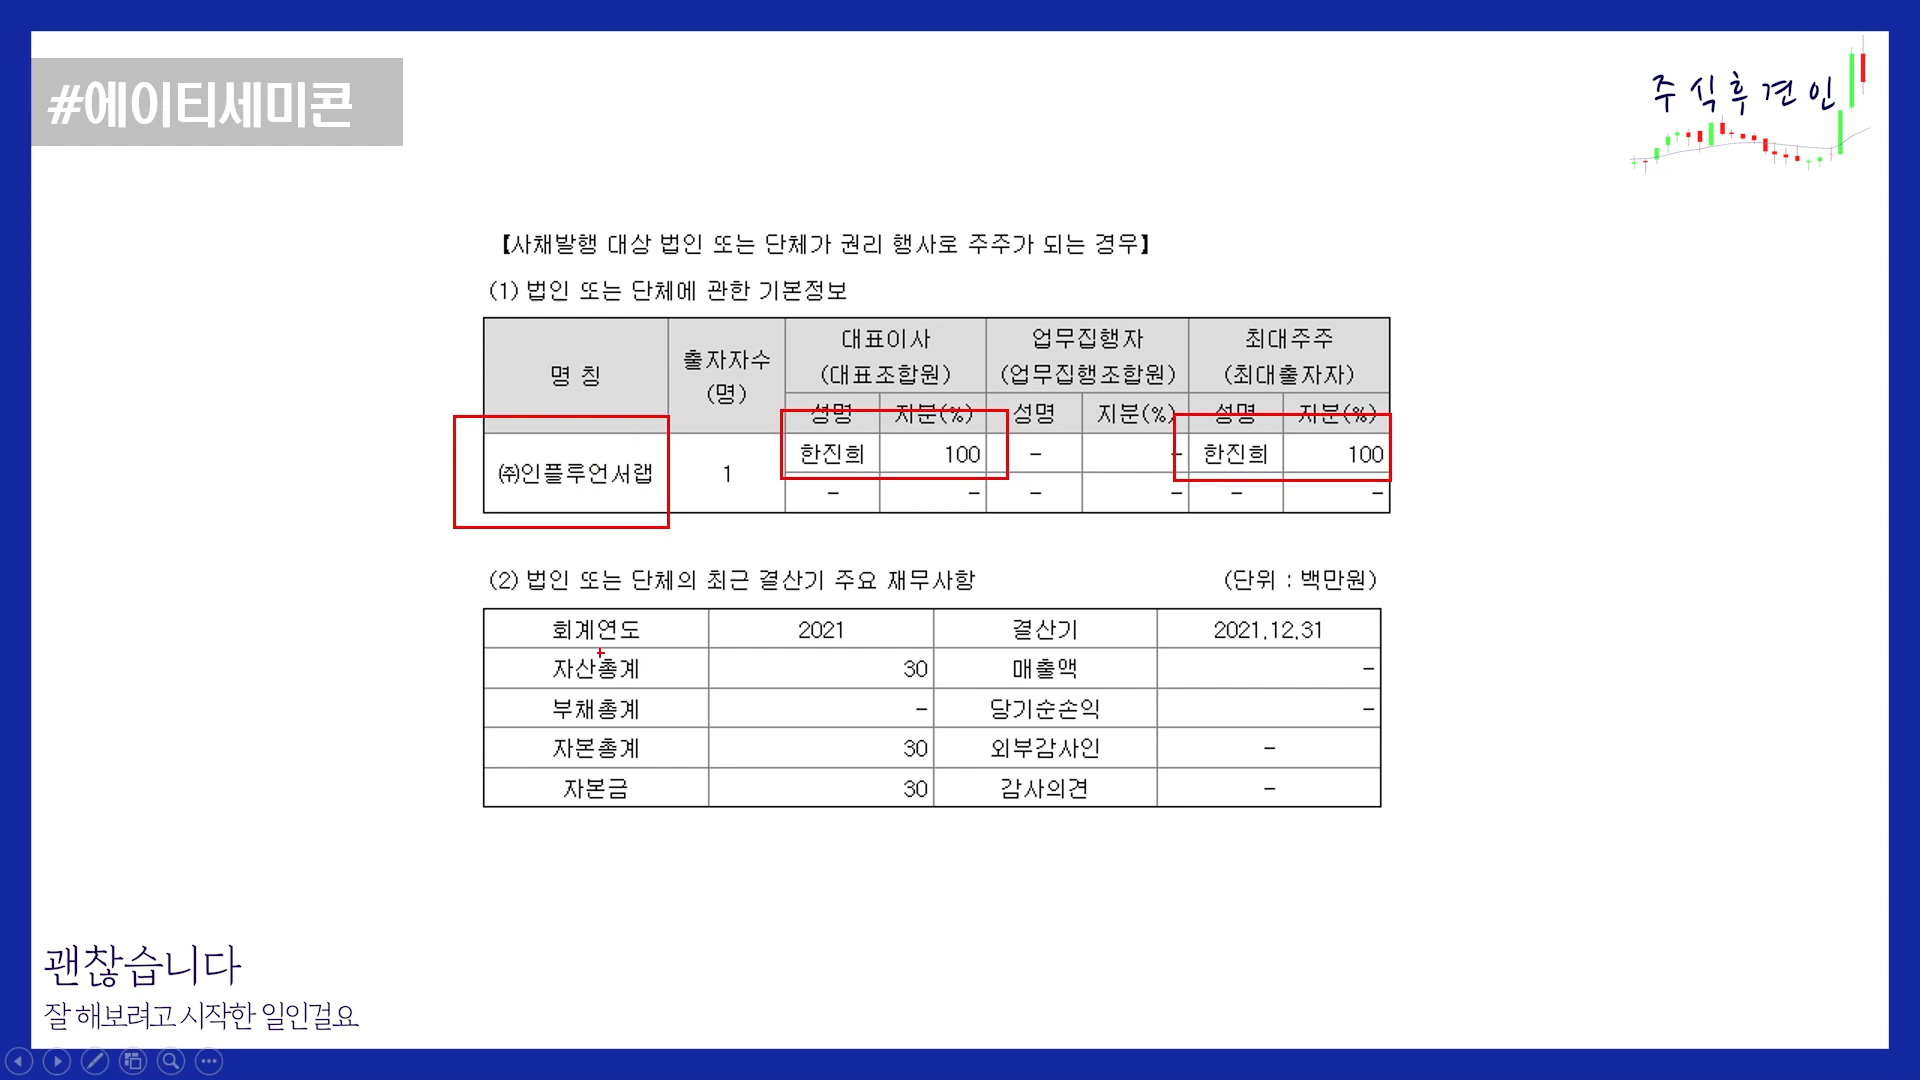 #에이티세미콘
주식후견인
【사채발행 대상 법인 또는 단체가 권리 행사로 주주가 되는 경우】
(1) 법인 또는 단체에 관한 기본정보
명 칭 출자자수 (명) 대표이사 (대표조합원) 업무집행자 (업무집행조합원) 최대주주 (최대출자자)
성명 지분(%) 성명 지분(%) 성명 지분(%)
㈜인플루언서랩 1 한진희 100 - - 한진희 100
- - - - - -
(2) 법인 또는 단체의 최근 결산기 주요 재무사항 (단위 : 백만원)
회계연도 2021 결산기 2021.12.31
자산총계 30 매출액 -
부채총계 - 당기순손익 -
자본총계 30 외부감사인 -
자본금 30 감사의견 -
괜찮습니다
잘 해보려고 시작한 일인걸요